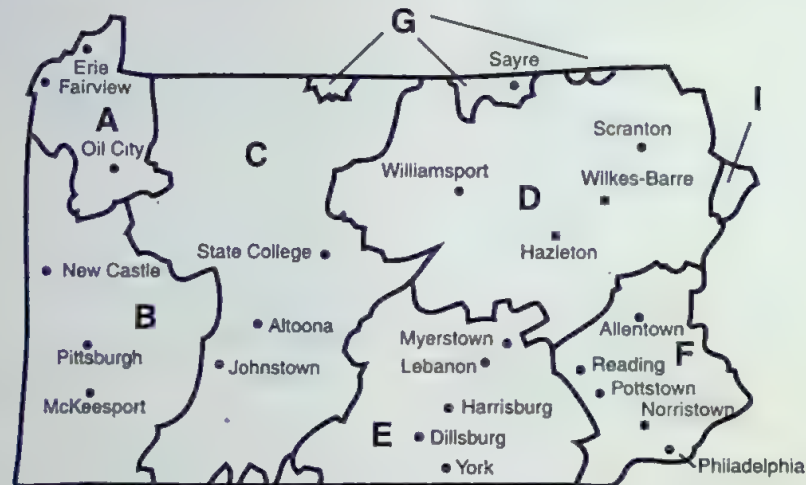 G
Erie
Fairview
Sayre
A
I
C
Scranton
Oil City
Williamsport
Wilkes-Barre
D
State College
Hazleton
New Castle
B
Altoona
Myerstown
Allentown
F
Pittsburgh
Johnstown
Lebanon
Reading
Pottstown
McKeesport
Harrisburg
Norristown
E
Dillsburg
York
Philadelphia